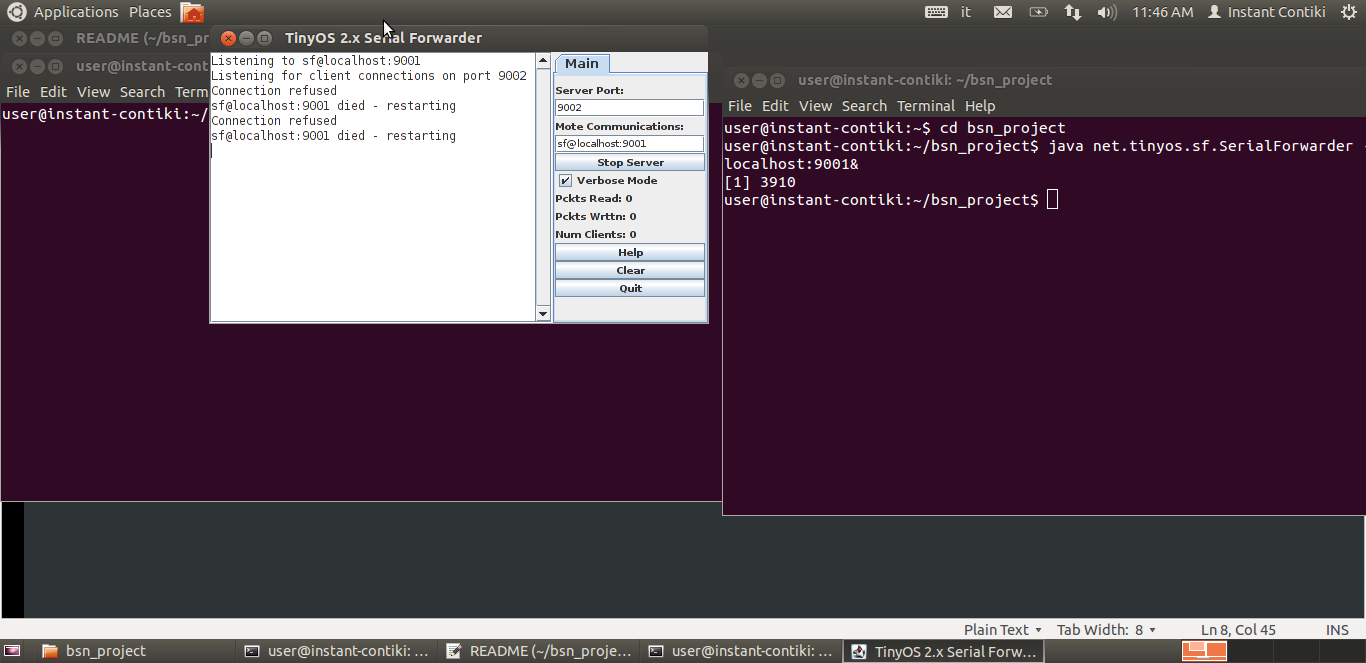 Applications Places it 11:46 AM Instant Contiki
README (~/bsn_pr
TinyOS 2.x Serial Forwarder
user@instant-cont
File Edit View Search Term
user@instant-contiki:~/
Listening to sf@localhost:9001
Listening for client connections on port 9002
Connection refused
sf@localhost:9001 died - restarting
Connection refused
sf@localhost:9001 died - restarting
Main
Server Port:
9002
Mote Communications:
sf@localhost:9001
Stop Server
Verbose Mode
Pckts Read: 0
Pckts Wrttn: 0
Num Clients: 0
Help
Clear
Quit
user@instant-contiki: ~/bsn_project
File Edit View Search Terminal Help
user@instant-contiki:~$ cd bsn_project
user@instant-contiki:~/bsn_project$ java net.tinyos.sf.SerialForwarder
localhost:9001&
[1] 3910
user@instant-contiki:~/bsn_project$
Plain Text Tab Width: 8 Ln 8, Col 45 INS
bsn_project user@instant-contiki: ... README (~/bsn_proje... user@instant-contiki: ... TinyOS 2.x Serial Forw...